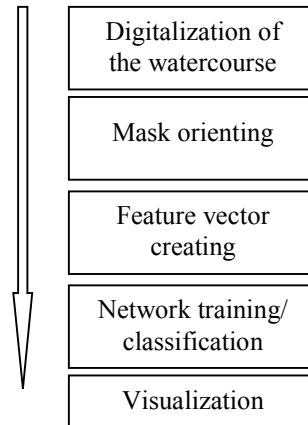 Digitalization of
the watercourse
Mask orienting
Feature vector
creating
Network training/
classification
Visualization